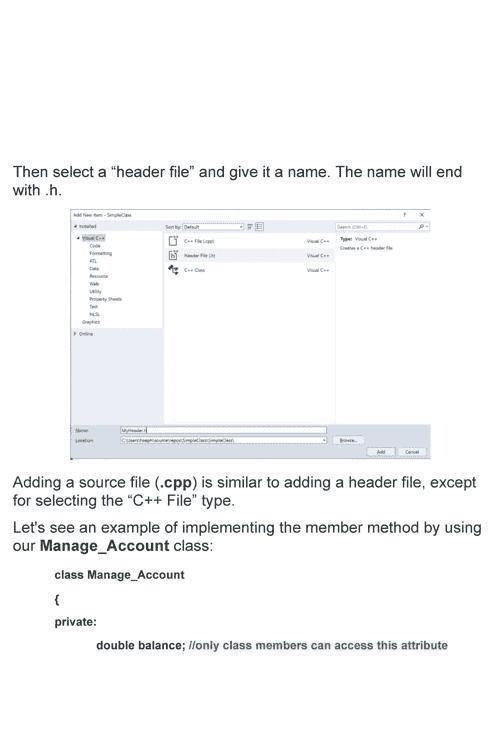 Then select a “header file” and give it a name. The name will end
with .h.
Add New Item - SimpleClass
? ×
Installed
Sort by: Default
Search (Ctrl+E)
Visual C++
C++ File (.cpp) Visual C++
Type: Visual C++
Code
Creates a C++ header file
Formatting
Header File (.h) Visual C++
ATL
Data
C++ Class Visual C++
Resource
Web
Utility
Property Sheets
Test
HLSL
Graphics
Online
Name: MyHeader.h
Location: Browse...
Add Cancel
Adding a source file (.cpp) is similar to adding a header file, except
for selecting the “C++ File” type.
Let's see an example of implementing the member method by using
our Manage_Account class:
class Manage_Account
{
private:
double balance; //only class members can access this attribute